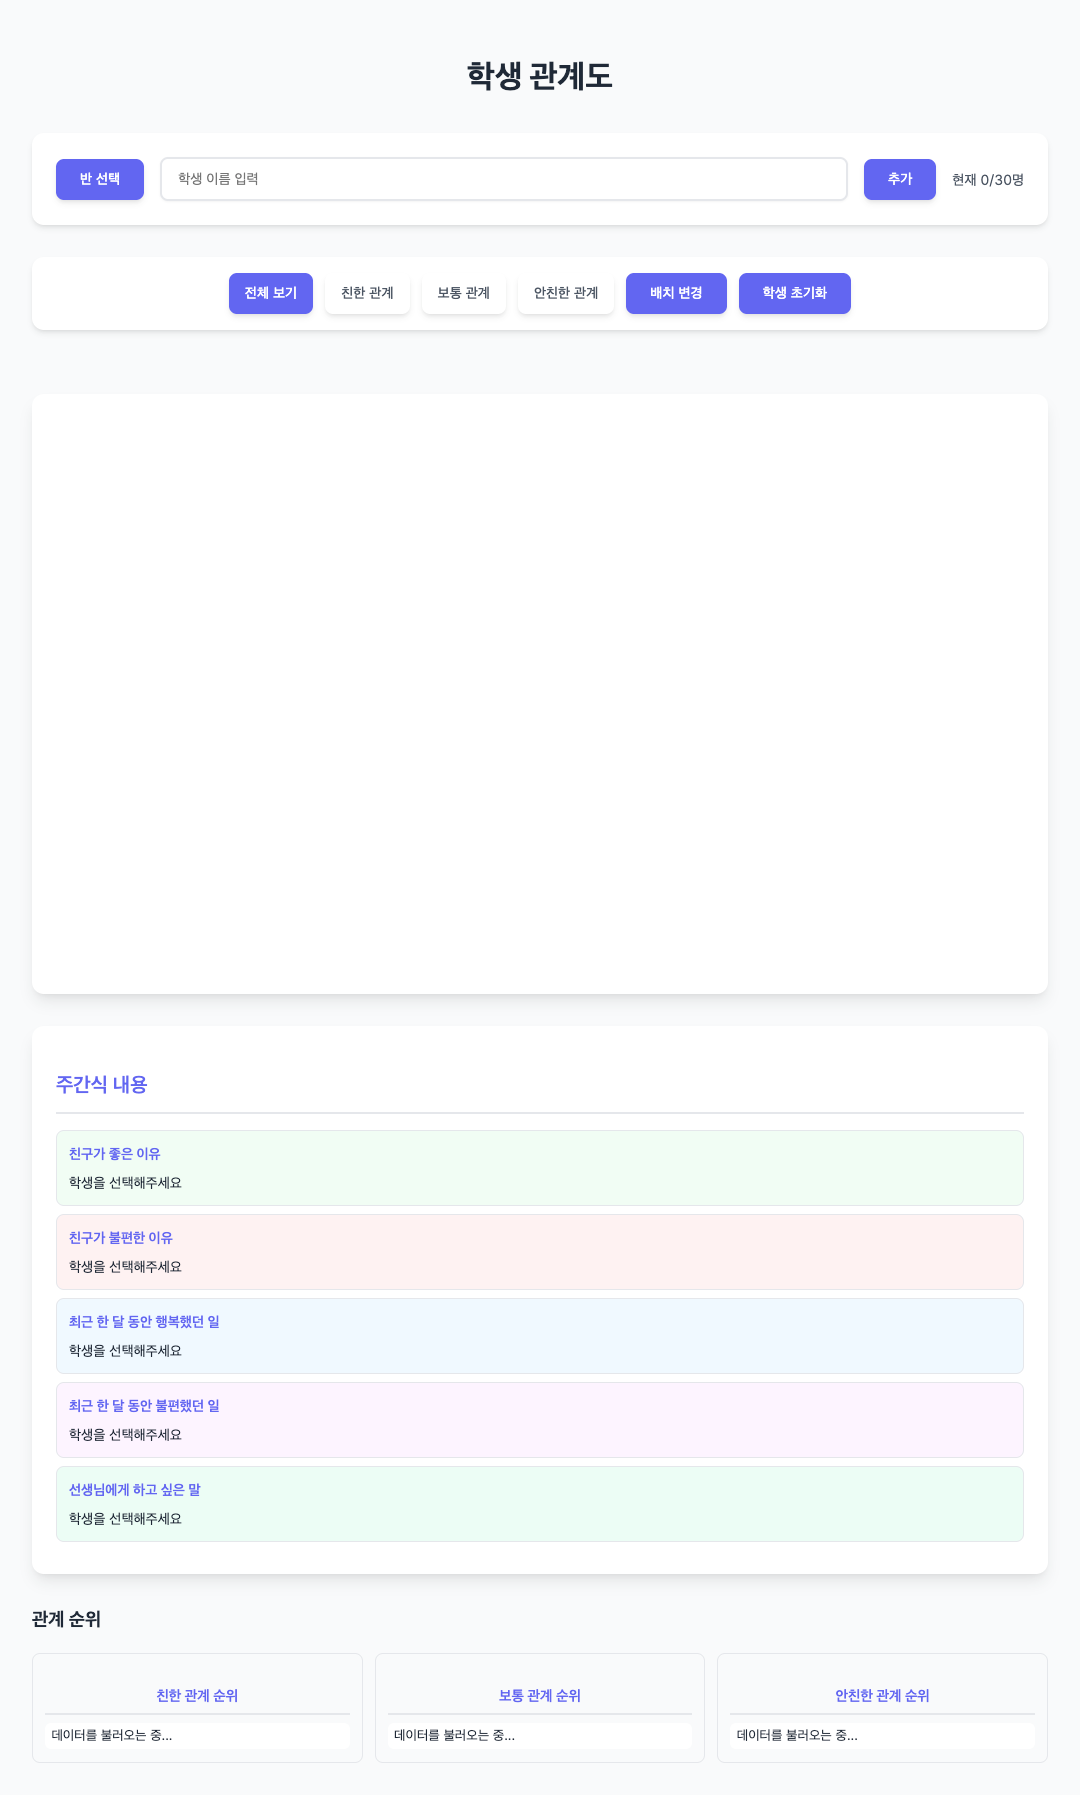 학생 관계도
반 선택
학생 이름 입력
추가
현재 0/30명
전체 보기
친한 관계
보통 관계
안친한 관계
배치 변경
학생 초기화
주간식 내용
친구가 좋은 이유
학생을 선택해주세요
친구가 불편한 이유
학생을 선택해주세요
최근 한 달 동안 행복했던 일
학생을 선택해주세요
최근 한 달 동안 불편했던 일
학생을 선택해주세요
선생님에게 하고 싶은 말
학생을 선택해주세요
관계 순위
친한 관계 순위
데이터를 불러오는 중...
보통 관계 순위
데이터를 불러오는 중...
안친한 관계 순위
데이터를 불러오는 중...